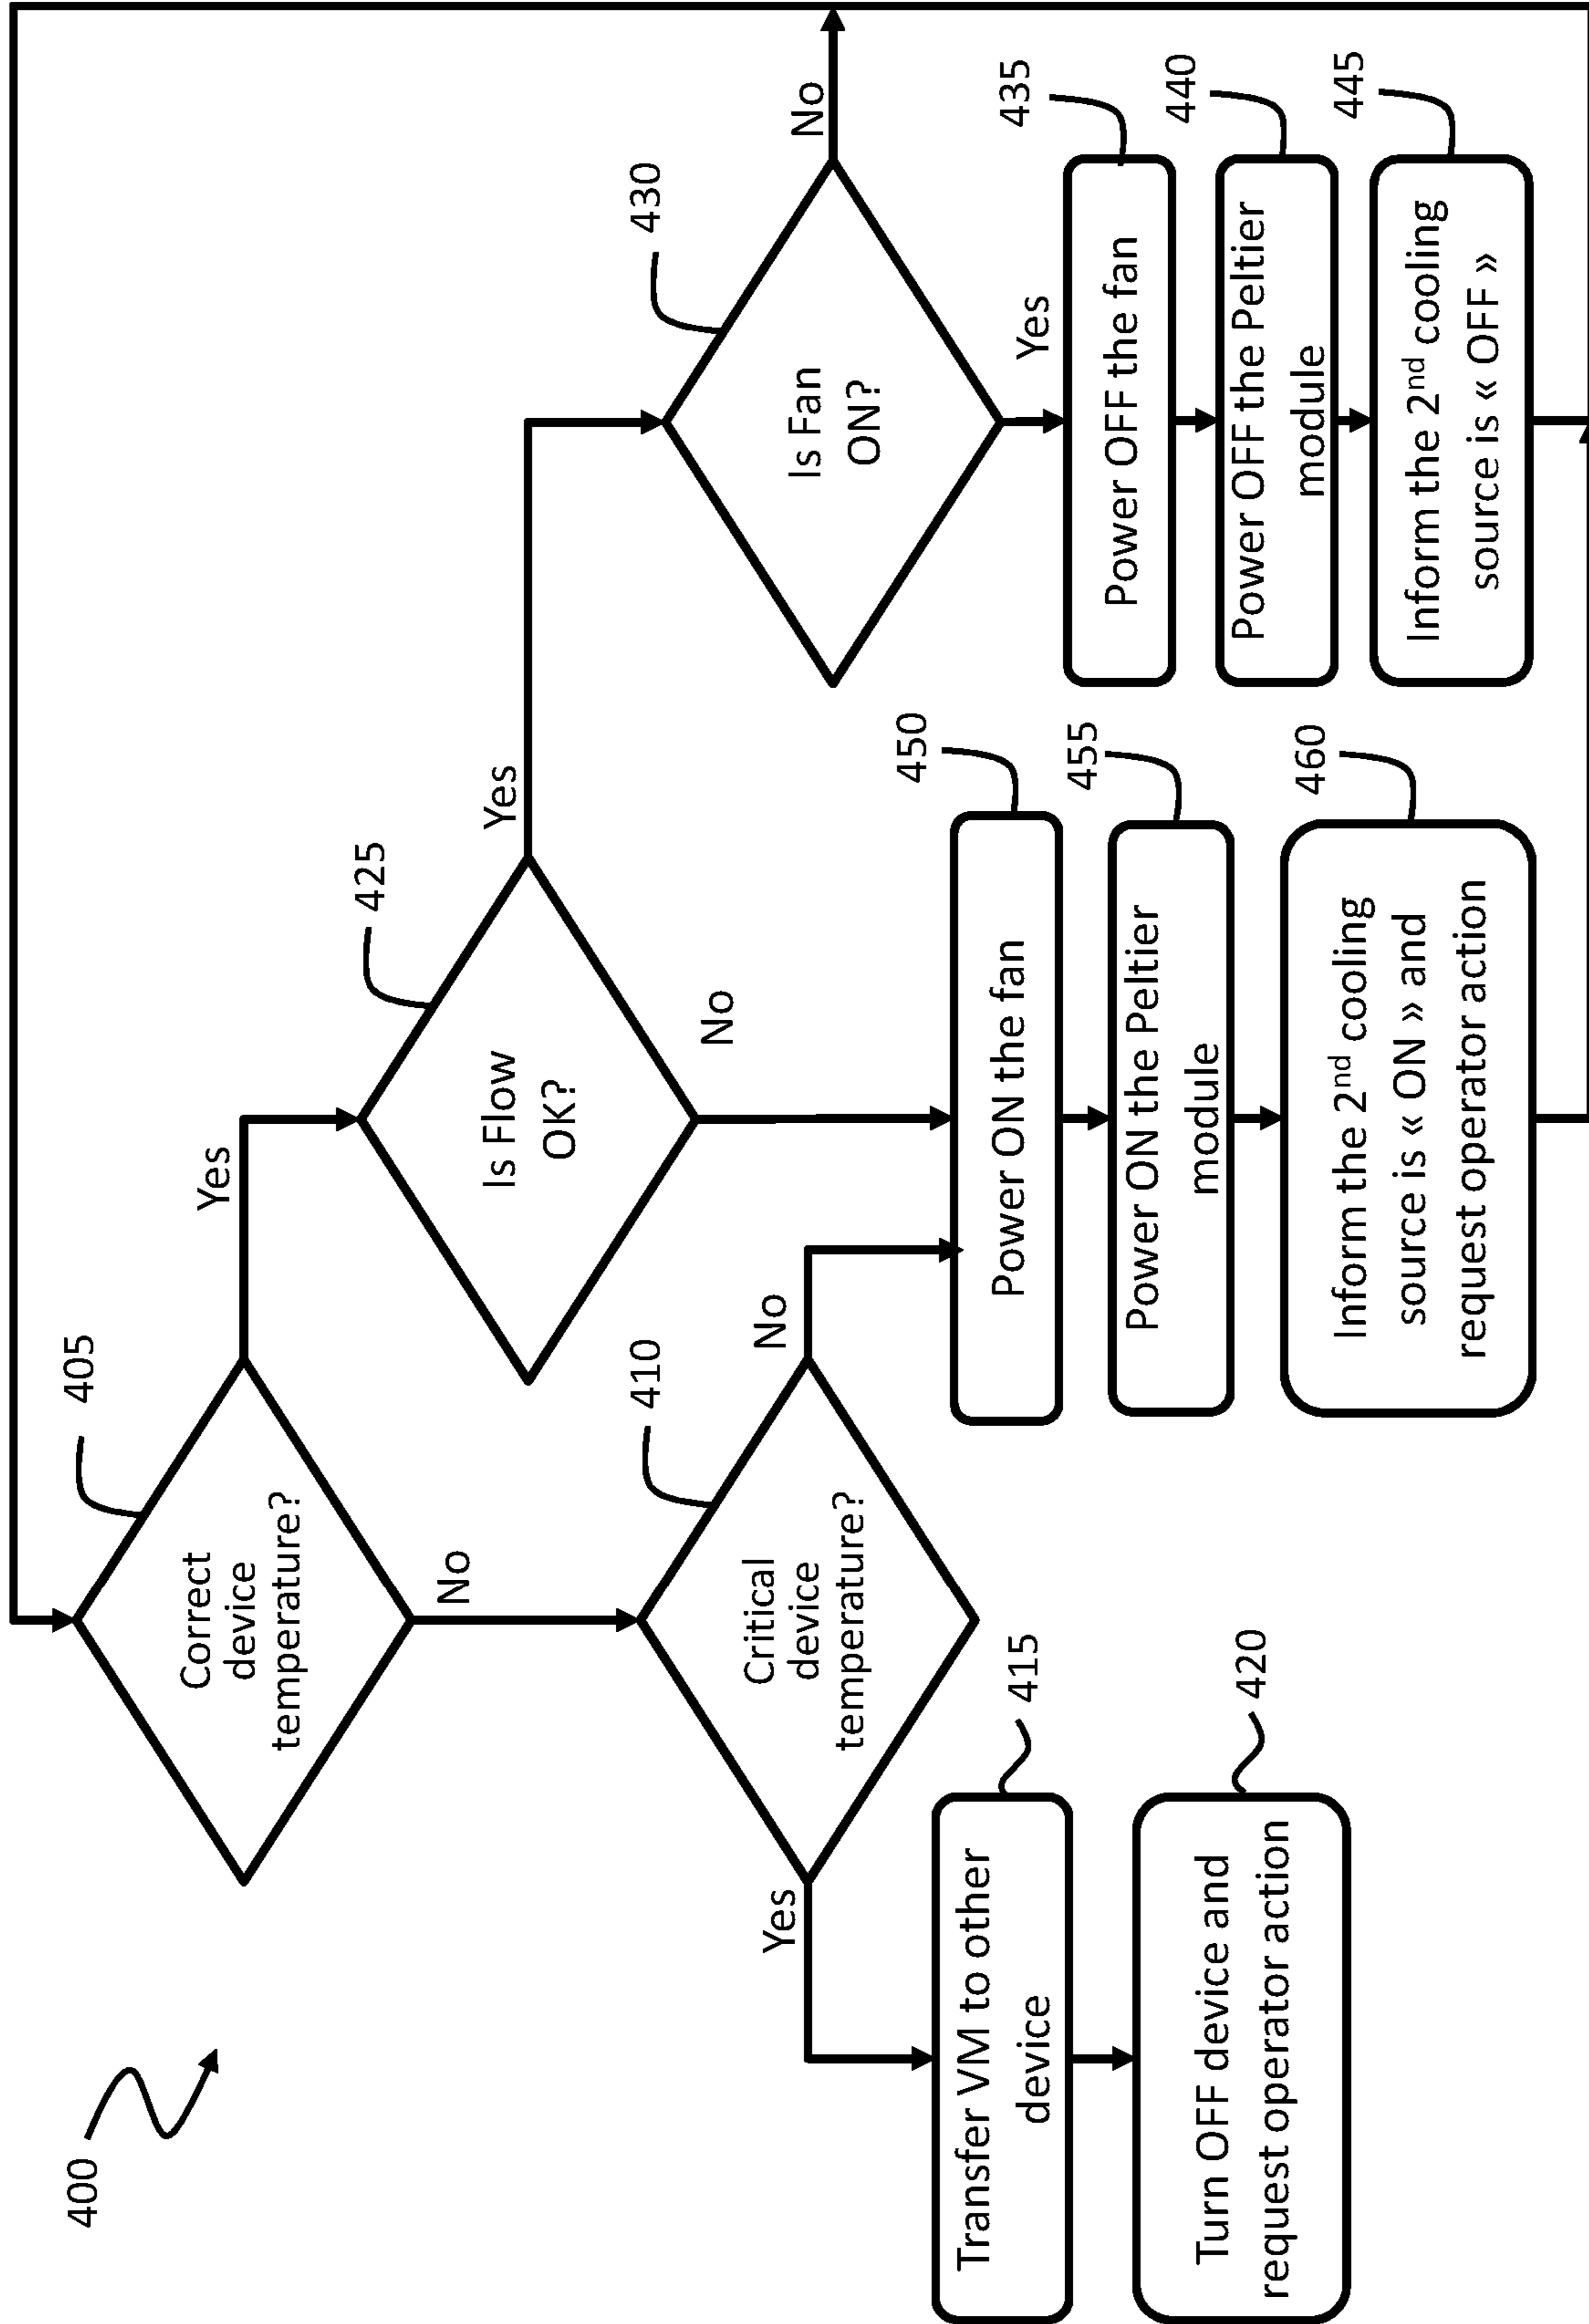 400
405
Correct
device
temperature?
Yes
No
410
Critical
device
temperature?
Yes
No
415
Transfer VM to other
device
420
Turn OFF device and
request operator action
425
Is Flow
OK?
Yes
No
430
Is Fan
ON?
No
Yes
435
Power OFF the fan
440
Power OFF the Peltier
module
445
Inform the 2nd cooling
source is « OFF »
450
Power ON the fan
455
Power ON the Peltier
module
460
Inform the 2nd cooling
source is « ON » and
request operator action